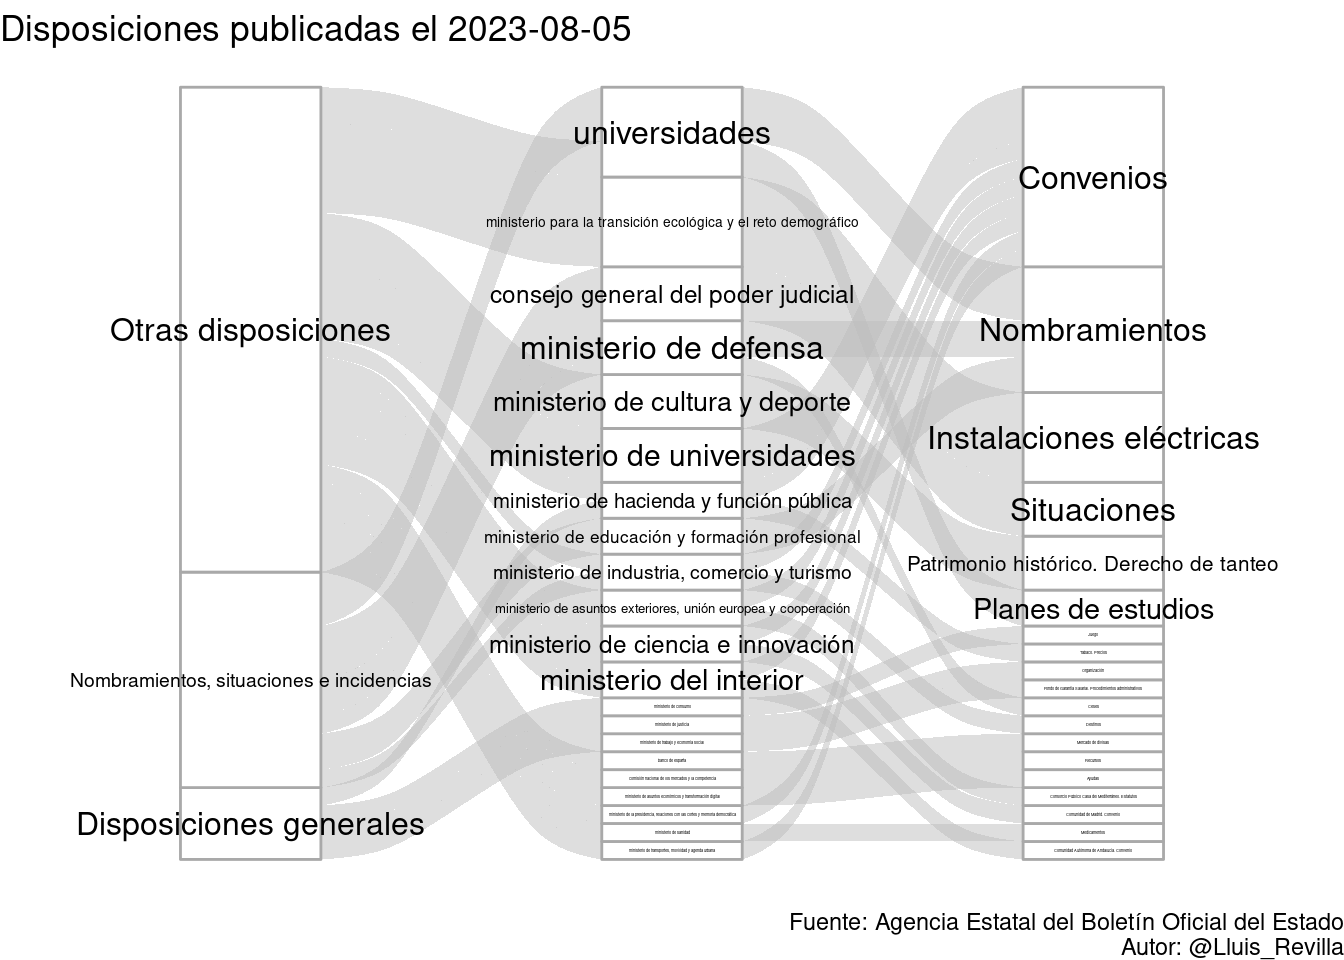 Disposiciones publicadas el 2023-08-05
Otras disposiciones
Nombramientos, situaciones e incidencias
Disposiciones generales
universidades
ministerio para la transición ecológica y el reto demográfico
consejo general del poder judicial
ministerio de defensa
ministerio de cultura y deporte
ministerio de universidades
ministerio de hacienda y función pública
ministerio de educación y formación profesional
ministerio de industria, comercio y turismo
ministerio de asuntos exteriores, unión europea y cooperación
ministerio de ciencia e innovación
ministerio del interior
ministerio de consumo
ministerio de justicia
ministerio de trabajo y economía social
banco de españa
comisión nacional de los mercados y la competencia
ministerio de asuntos económicos y transformación digital
ministerio de la presidencia, relaciones con las cortes y memoria democrática
ministerio de sanidad
ministerio de transportes, movilidad y agenda urbana
Convenios
Nombramientos
Instalaciones eléctricas
Situaciones
Patrimonio histórico. Derecho de tanteo
Planes de estudios
Juego
Tabaco. Precios
Organización
Fondo de Garantía Salarial. Procedimientos administrativos
Ceses
Destinos
Mercado de divisas
Recursos
Ayudas
Consorcio Público Casa del Mediterráneo. Estatutos
Comunidad de Madrid. Convenio
Medicamentos
Comunidad Autónoma de Andalucía. Convenio
Fuente: Agencia Estatal del Boletín Oficial del Estado
Autor: @Lluis_Revilla